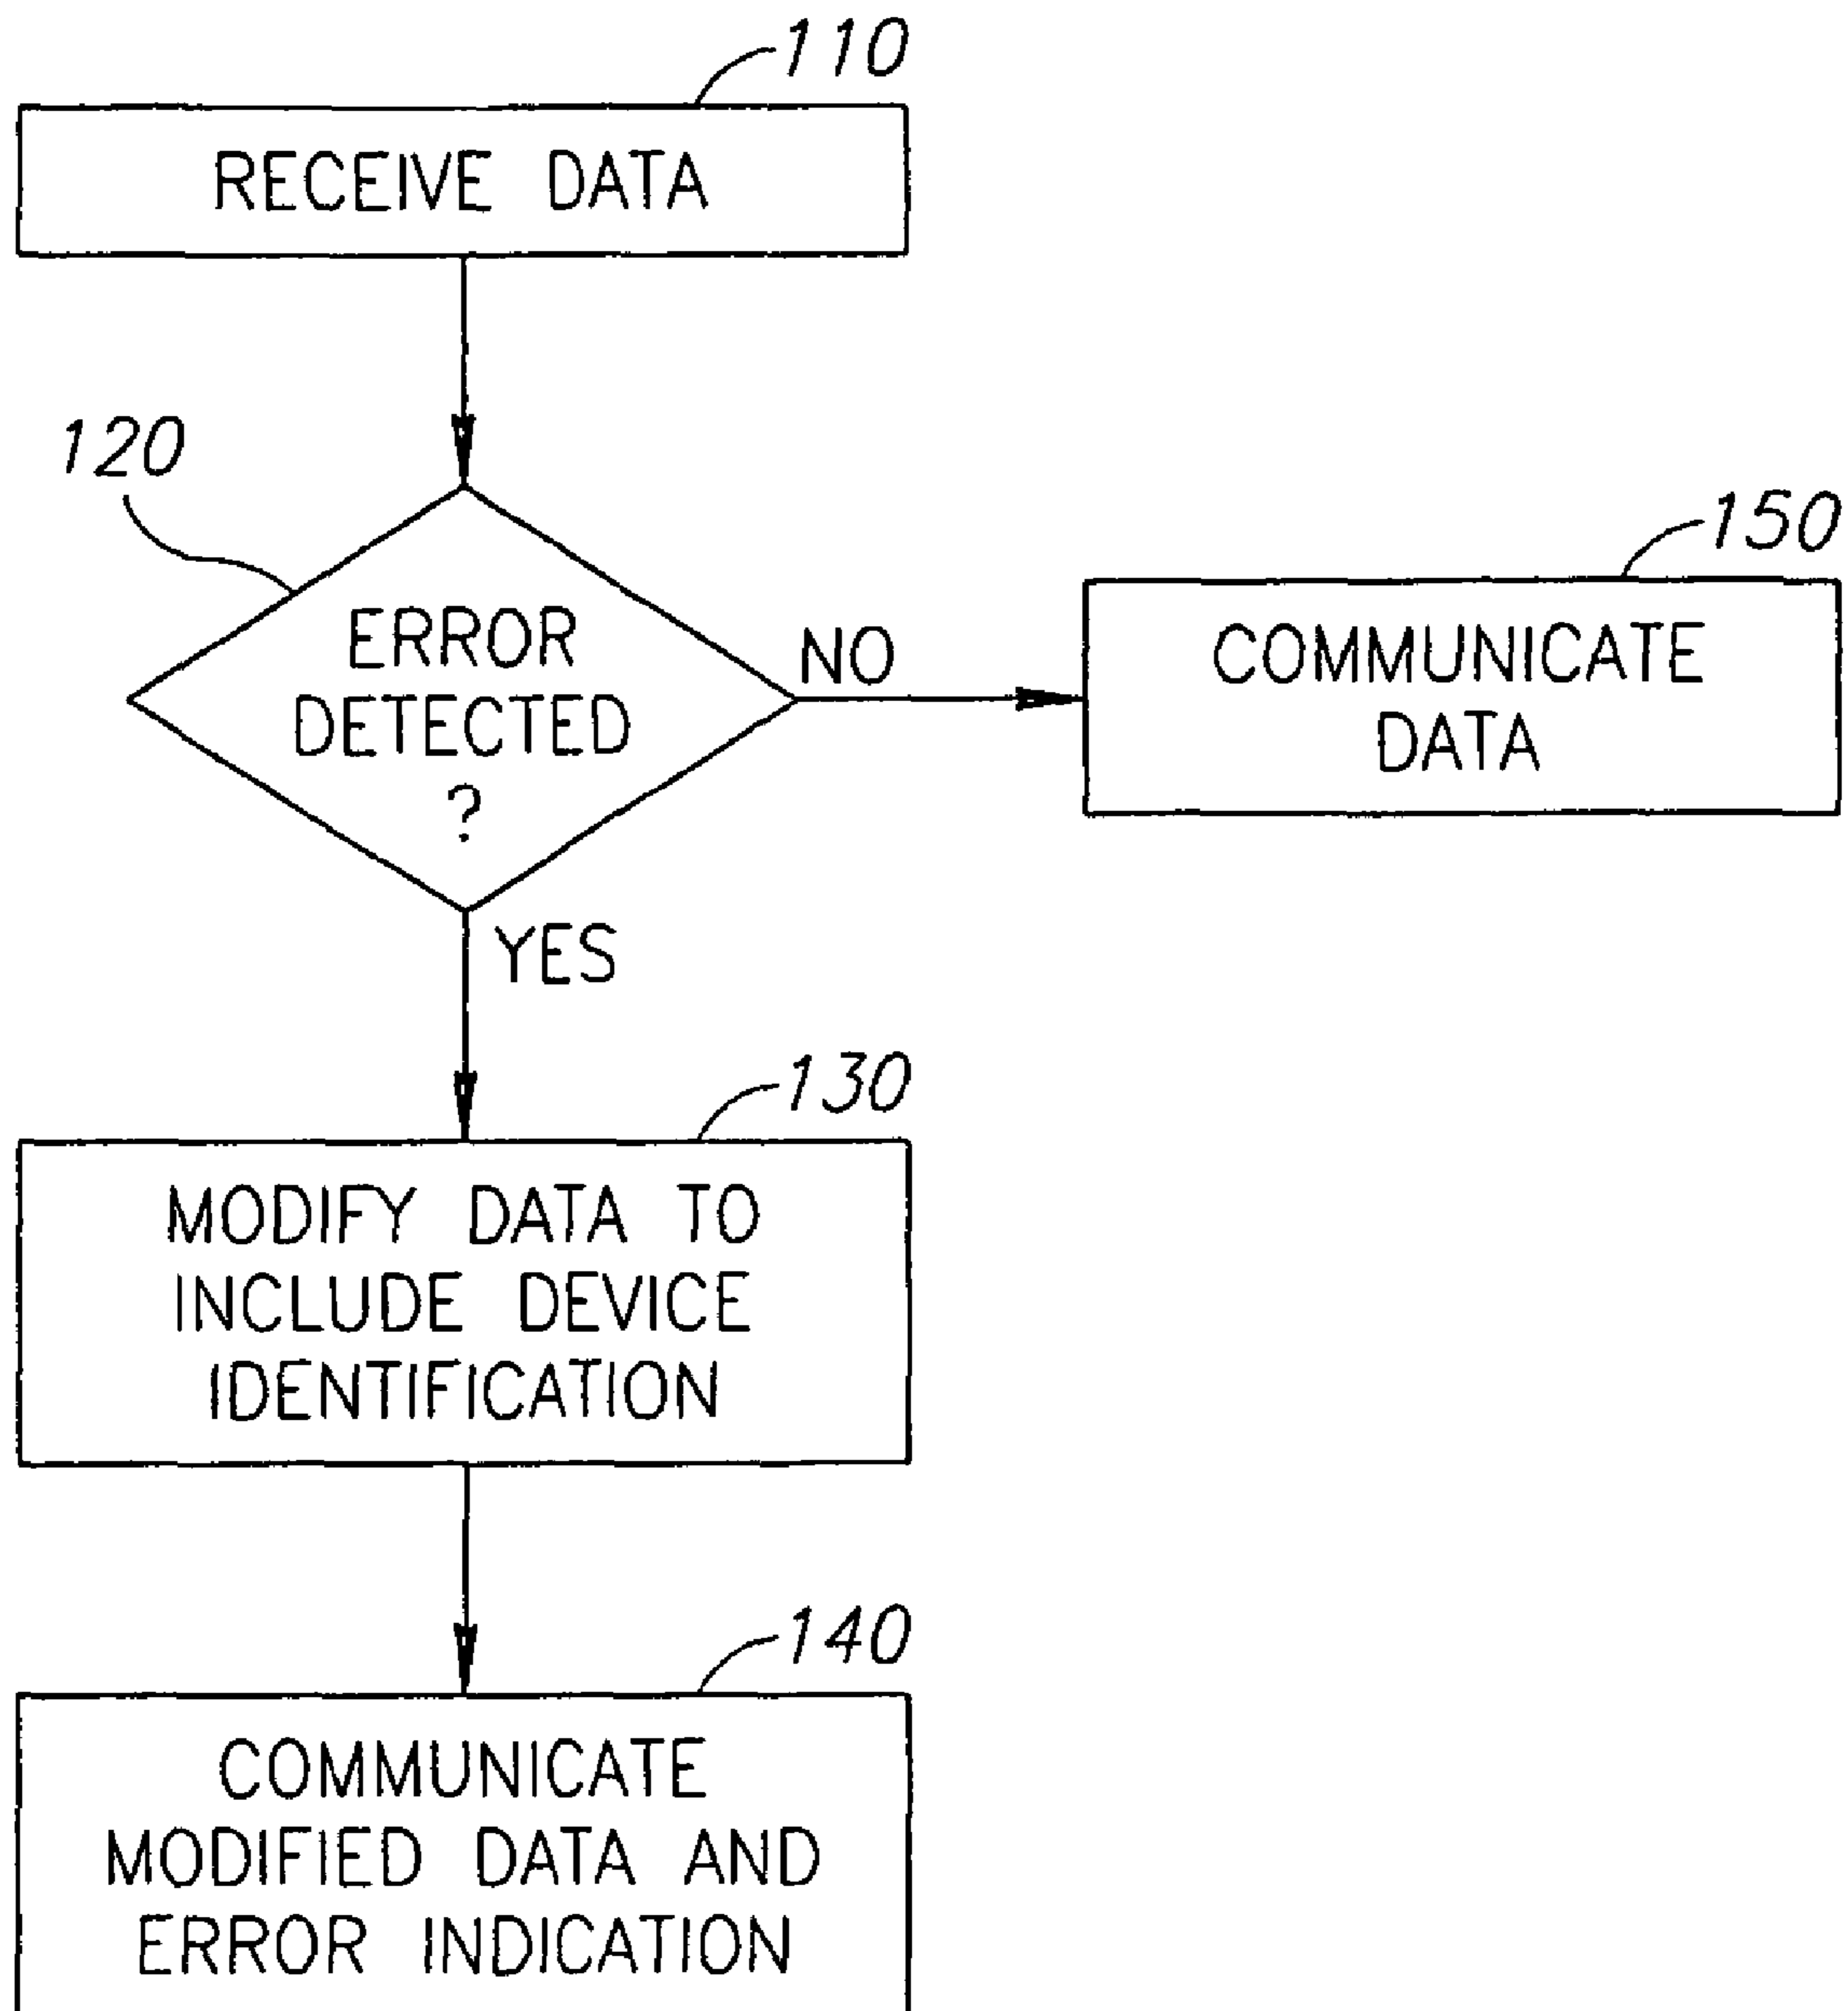 110
RECEIVE DATA
120
ERROR
DETECTED
?
NO
150
COMMUNICATE
DATA
YES
130
MODIFY DATA TO
INCLUDE DEVICE
IDENTIFICATION
140
COMMUNICATE
MODIFIED DATA AND
ERROR INDICATION